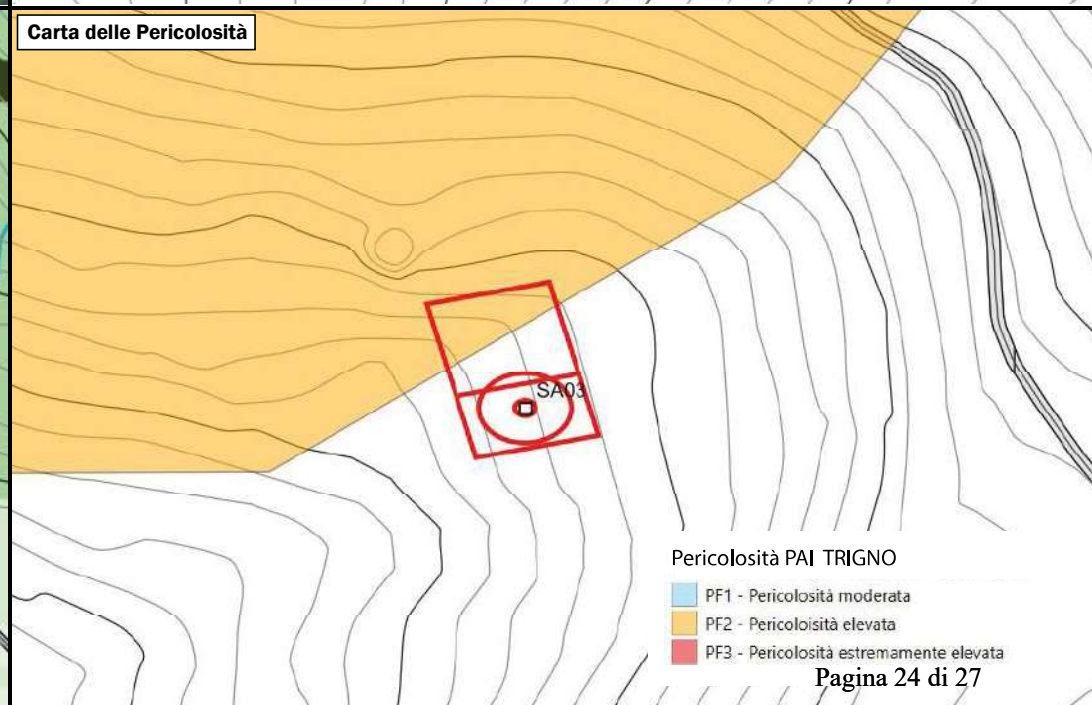 Carta delle Pericolosità
SA03
Pericolosità PAI TRIGNO
PF1 - Pericolosità moderata
PF2 - Pericoloisità elevata
PF3 - Pericolosità estremamente elevata
Pagina 24 di 27